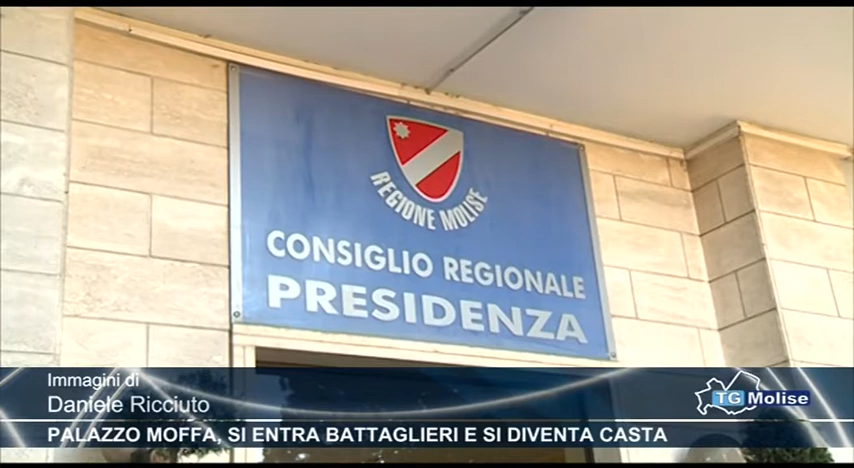 REGIONE MOLISE
CONSIGLIO REGIONALE
PRESIDENZA
Immagini di
Daniele Ricciuto
TG Molise
PALAZZO MOFFA, SI ENTRA BATTAGLIERI E SI DIVENTA CASTA